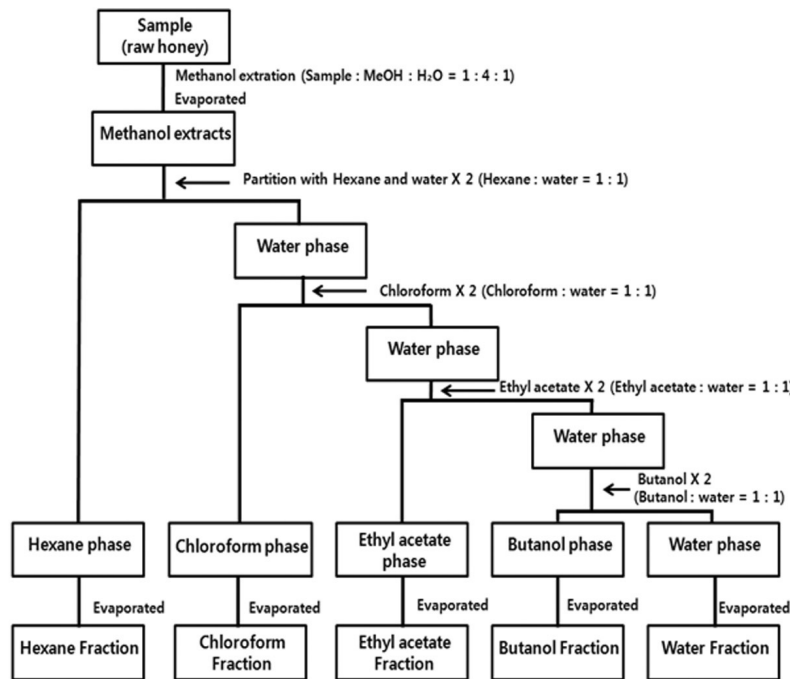 Sample
(raw honey)
Methanol extration (Sample : MeOH : H₂O = 1 : 4 : 1)
Evaporated
Methanol extracts
Partition with Hexane and water X 2 (Hexane : water = 1 : 1)
Water phase
Chloroform X 2 (Chloroform : water = 1 : 1)
Water phase
Ethyl acetate X 2 (Ethyl acetate : water = 1 : 1)
Water phase
Butanol X 2
(Butanol : water = 1 : 1)
Hexane phase
Chloroform phase
Ethyl acetate
phase
Butanol phase
Water phase
Evaporated
Evaporated
Evaporated
Evaporated
Evaporated
Hexane Fraction
Chloroform
Fraction
Ethyl acetate
Fraction
Butanol Fraction
Water Fraction